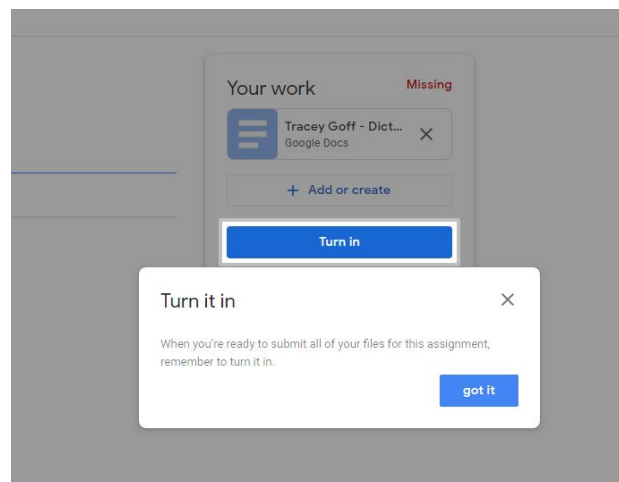 Your work Missing
Tracey Goff - Dict...
Google Docs
+ Add or create
Turn in
Turn it in
When you're ready to submit all of your files for this assignment,
remember to turn it in.
got it